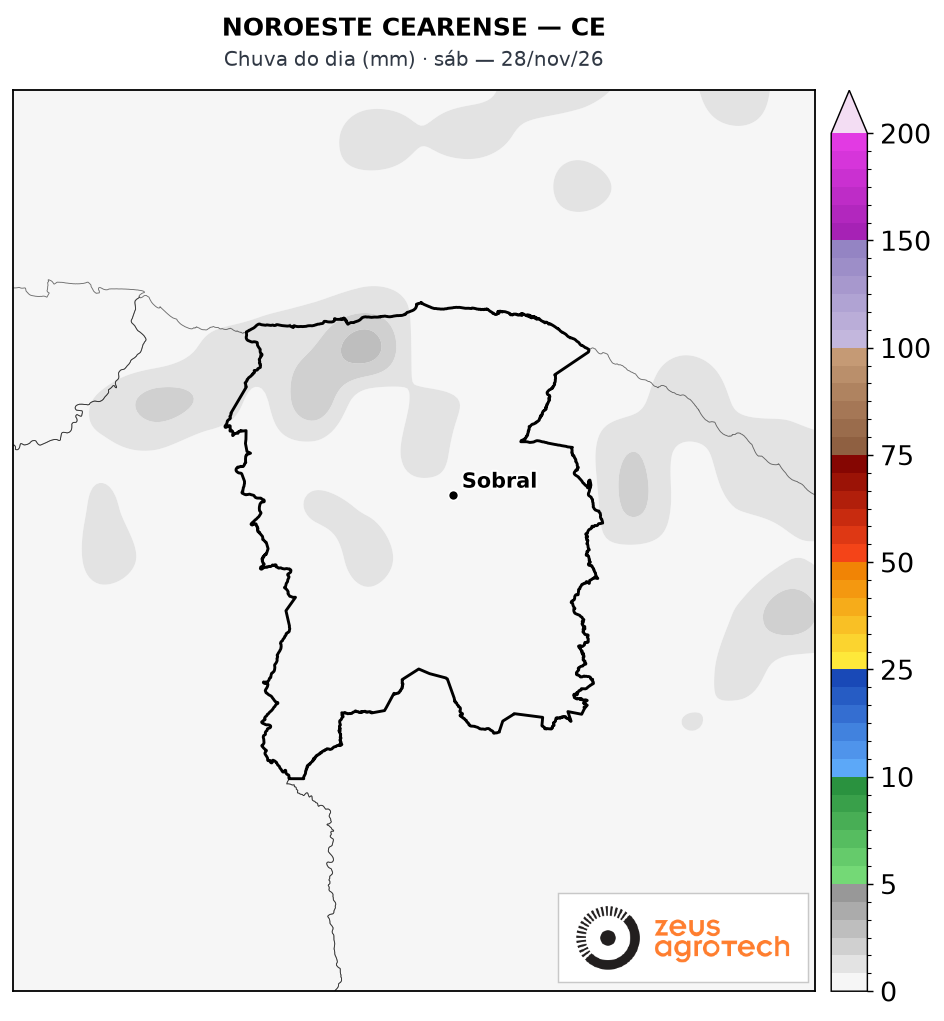 NOROESTE CEARENSE — CE
Chuva do dia (mm) · sáb — 28/nov/26
200
150
100
75
50
25
10
5
0
Sobral
zeus
agrotech